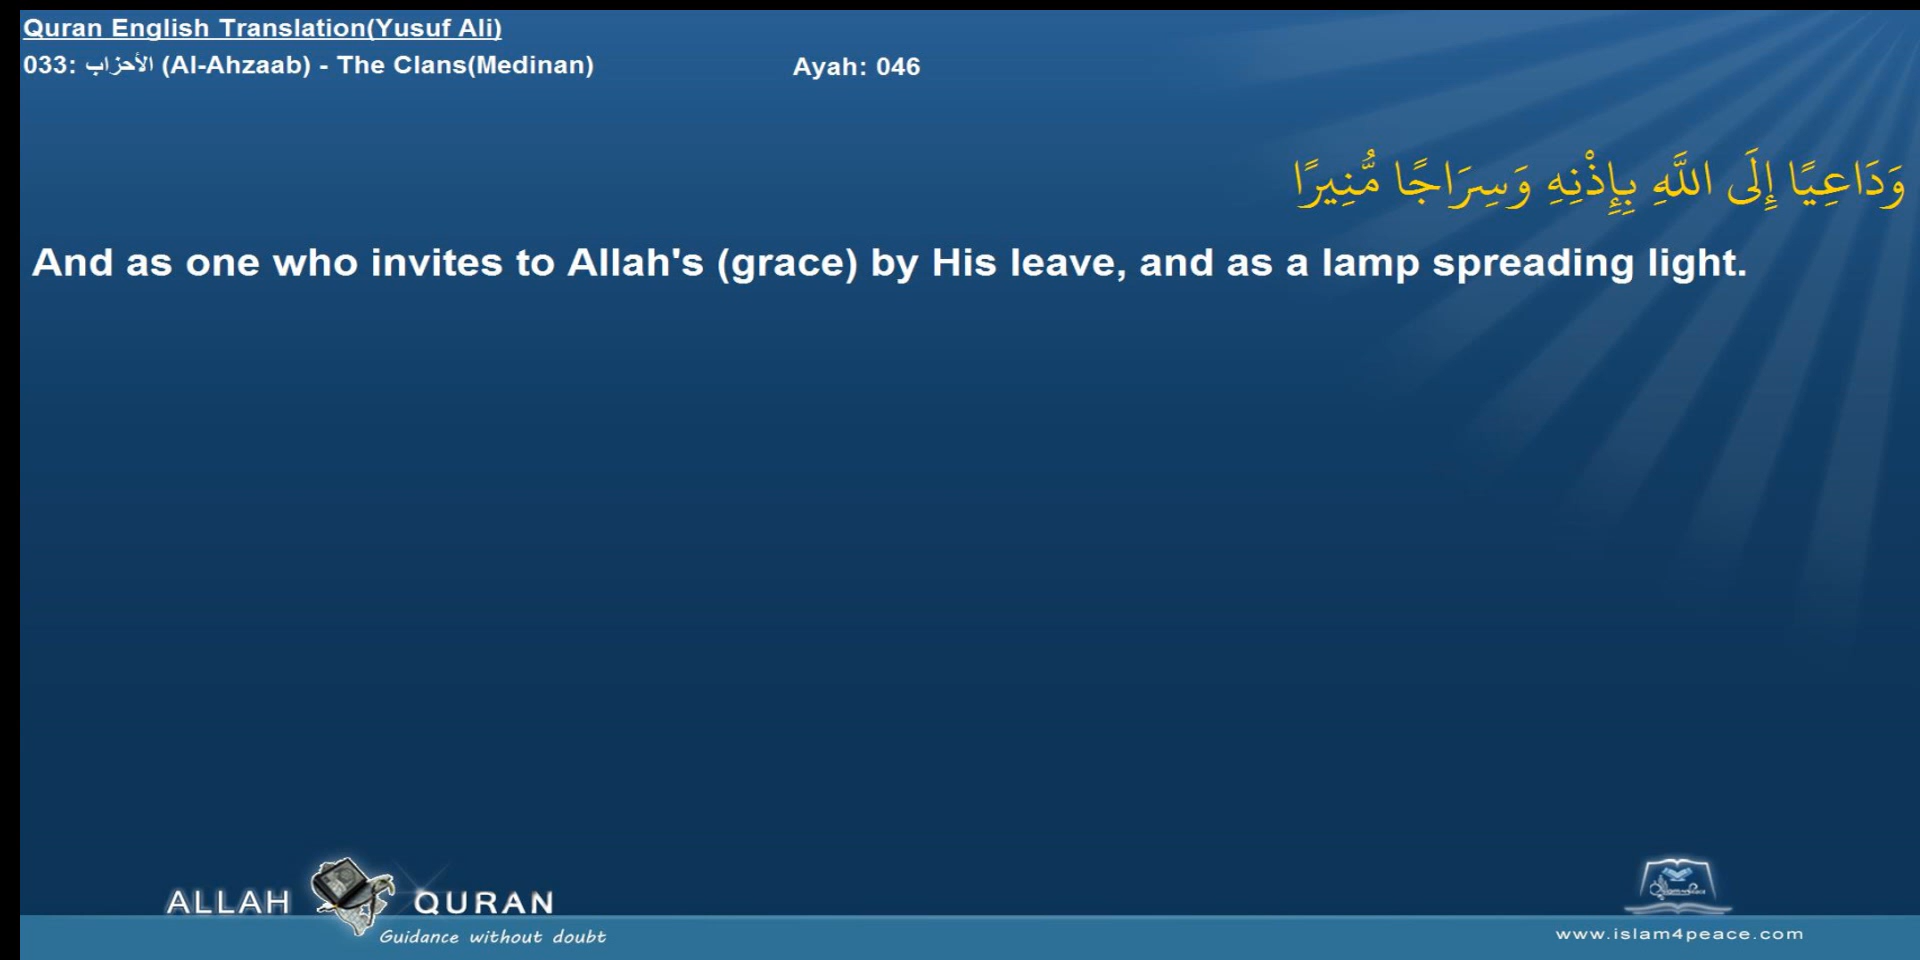 Quran English Translation(Yusuf Ali)
033: الأحزاب (Al-Ahzaab) - The Clans(Medinan) Ayah: 046
وَدَاعِيًا إِلَى اللَّهِ بِإِذْنِهِ وَسِرَاجًا مُّنِيرًا
And as one who invites to Allah's (grace) by His leave, and as a lamp spreading light.
ALLAH QURAN
Guidance without doubt
www.islam4peace.com